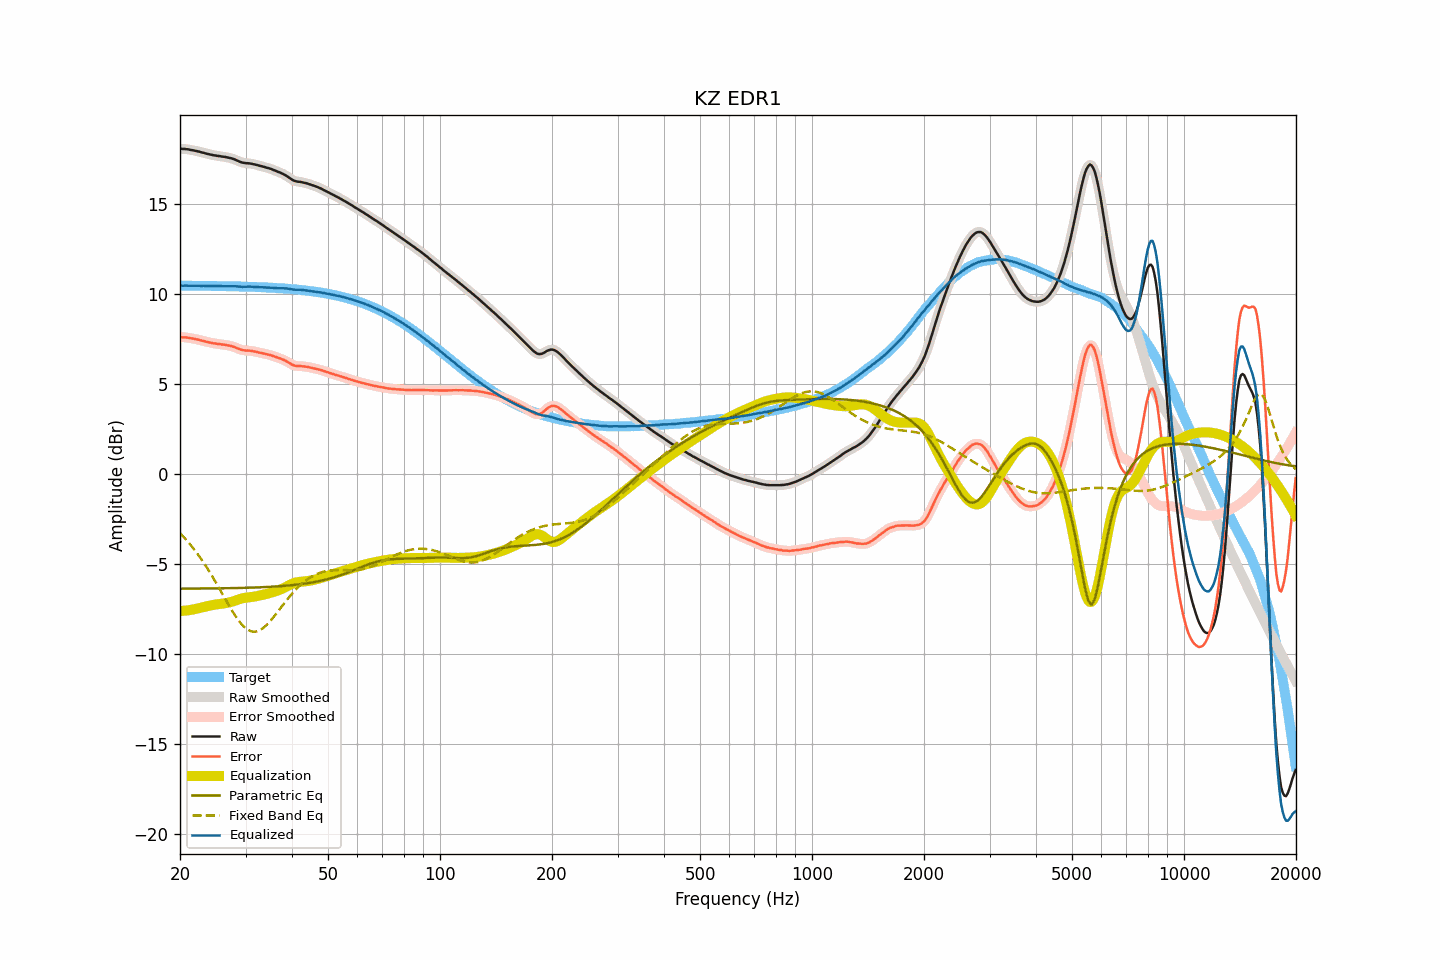 KZ EDR1
Amplitude (dBr)
15
10
5
0
−5
−10
−15
−20
Target
Raw Smoothed
Error Smoothed
Raw
Error
Equalization
Parametric Eq
Fixed Band Eq
Equalized
20 50 100 200 500 1000 2000 5000 10000 20000
Frequency (Hz)